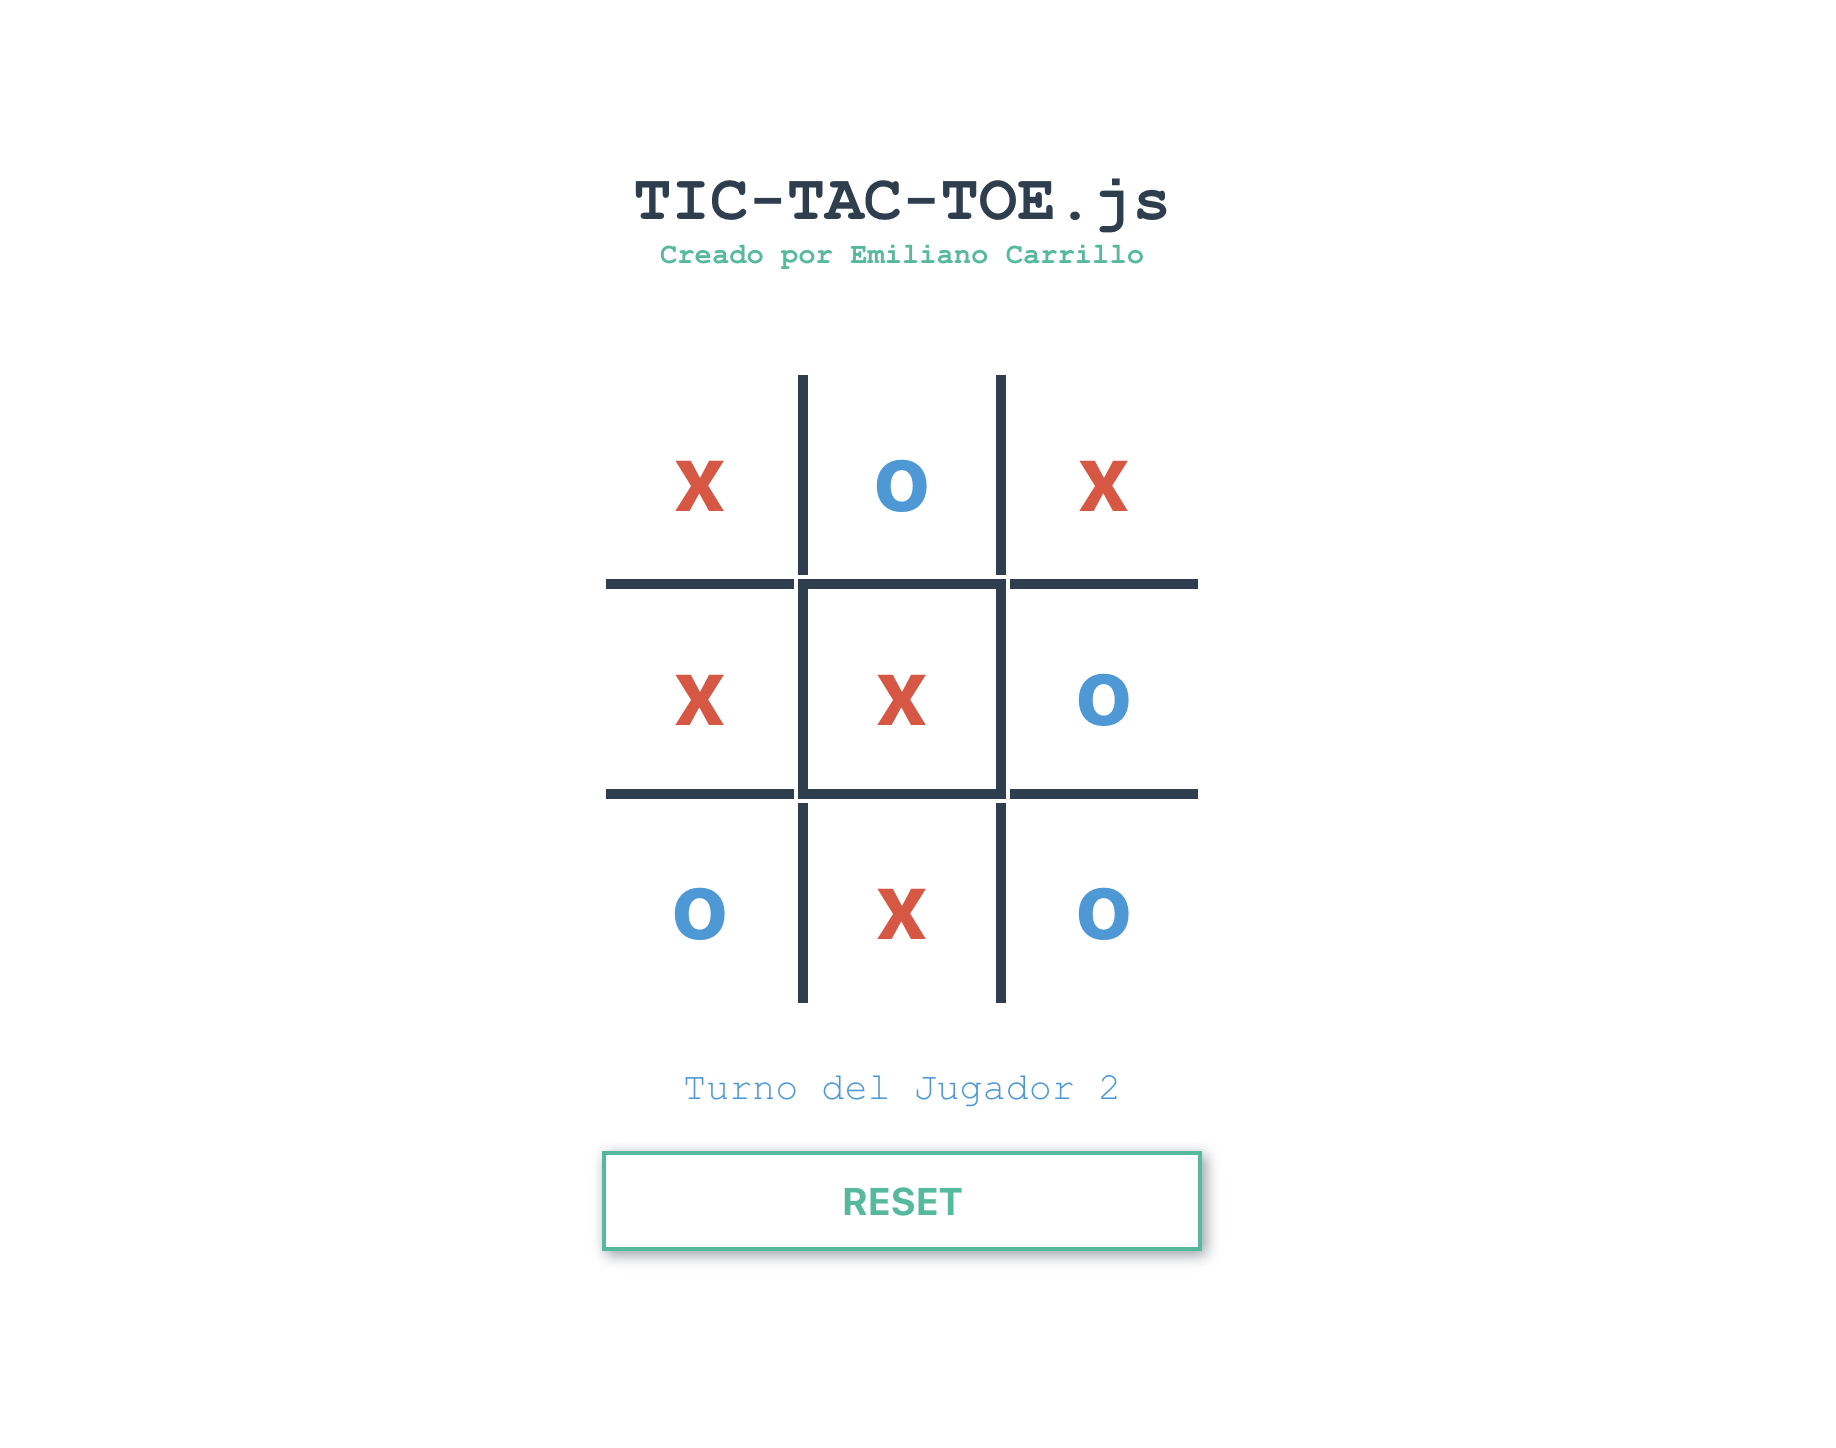 TIC-TAC-TOE.js
Creado por Emiliano Carrillo
X O X
X X O
O X O
Turno del Jugador 2
RESET